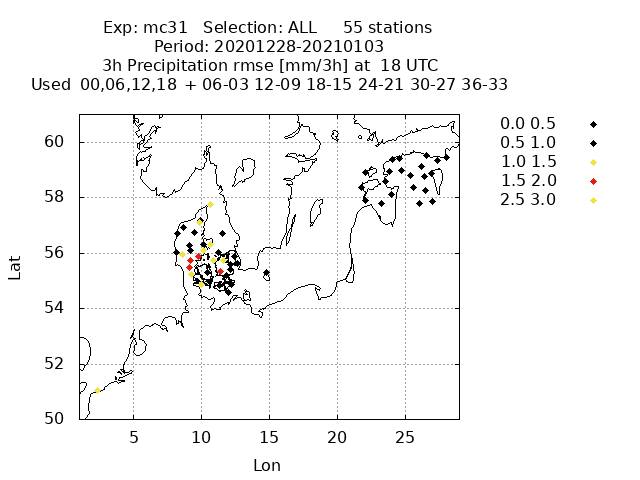 Exp: mc31 Selection: ALL 55 stations
Period: 20201228-20210103
3h Precipitation rmse [mm/3h] at 18 UTC
Used 00,06,12,18 + 06-03 12-09 18-15 24-21 30-27 36-33
0.0 0.5
0.5 1.0
1.0 1.5
1.5 2.0
2.5 3.0
Lat
60
58
56
54
52
50
5 10 15 20 25
Lon